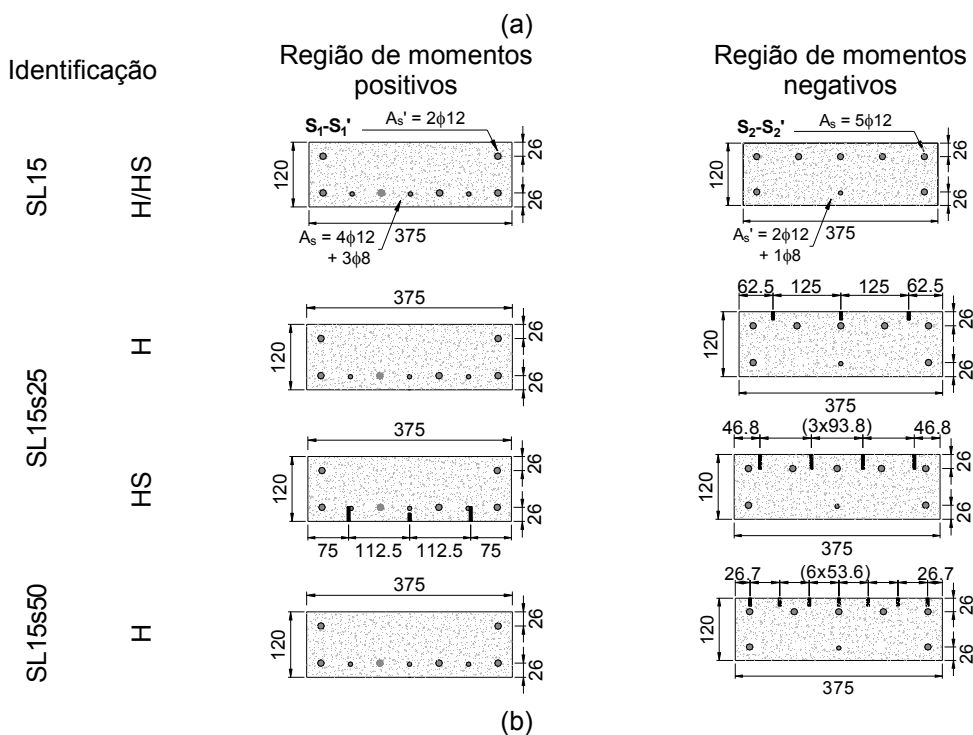 (a)
Identificação
Região de momentos
positivos
Região de momentos
negativos
SL15
H/HS
S₁-S₁'
Aₛ' = 2ϕ12
120
26
26
Aₛ = 4ϕ12
+ 3ϕ8
375
S₂-S₂'
Aₛ = 5ϕ12
120
26
26
Aₛ' = 2ϕ12
+ 1ϕ8
375
SL15s25
H
375
120
26
26
62.5 125 125 62.5
120
26
26
375
HS
375
120
26
26
75 112.5 112.5 75
46.8 (3x93.8) 46.8
120
26
26
375
SL15s50
H
375
120
26
26
26.7 (6x53.6) 26.7
120
26
26
375
(b)